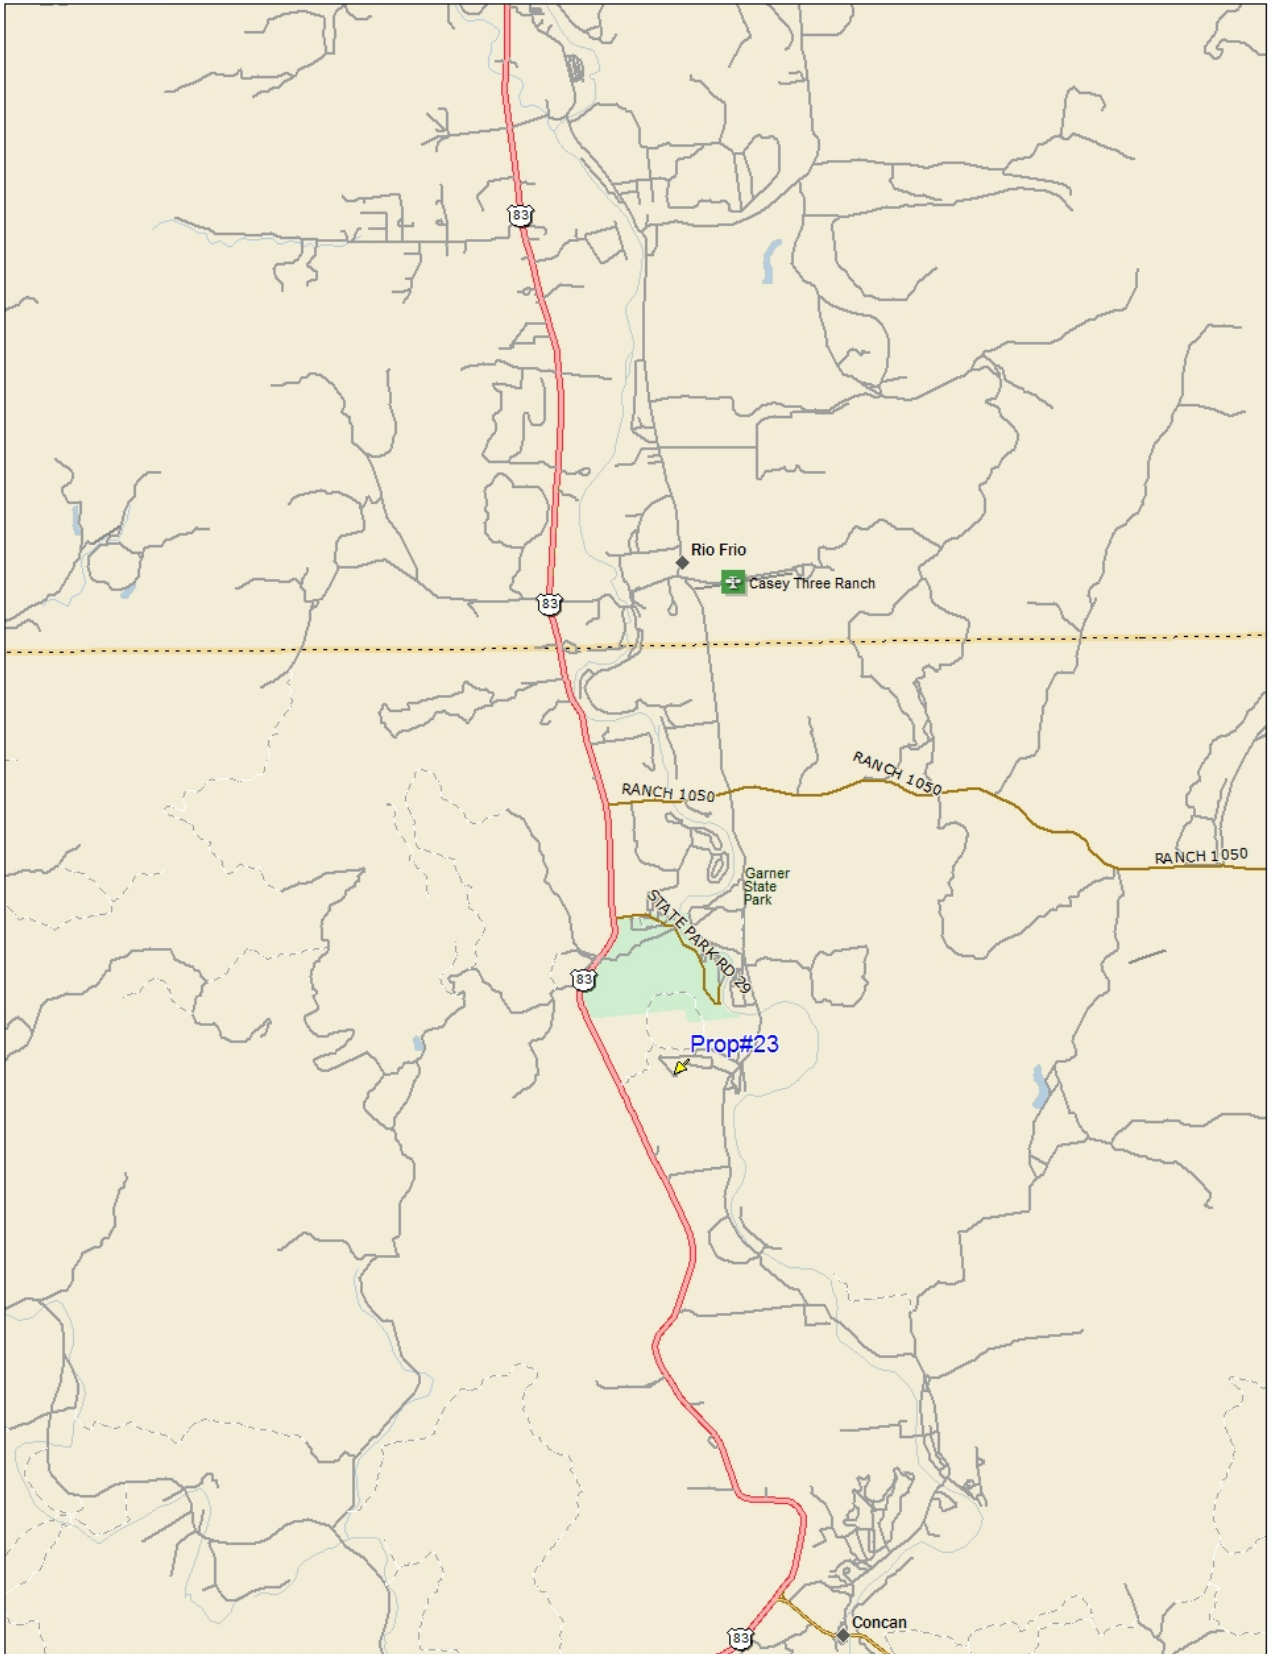 83
Rio Frio
Casey Three Ranch
83
RANCH 1050
RANCH 1050
RANCH 1050
Garner
State
Park
STATE PARK RD 29
83
Prop#23
Concan
83